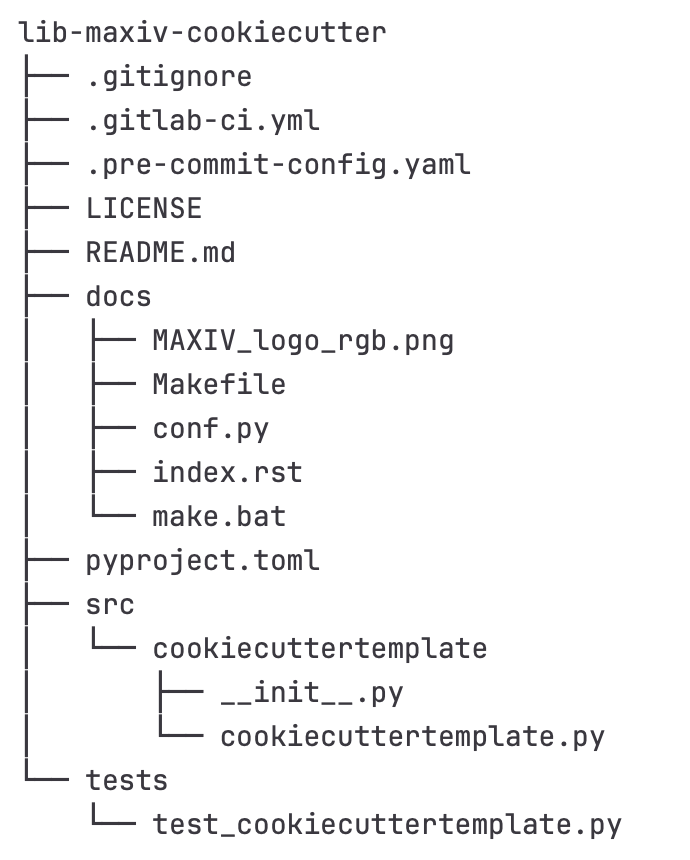 lib-maxiv-cookiecutter
├── .gitignore
├── .gitlab-ci.yml
├── .pre-commit-config.yaml
├── LICENSE
├── README.md
├── docs
│   ├── MAXIV_logo_rgb.png
│   ├── Makefile
│   ├── conf.py
│   ├── index.rst
│   └── make.bat
├── pyproject.toml
├── src
│   └── cookiecuttertemplate
│       ├── __init__.py
│       └── cookiecuttertemplate.py
└── tests
    └── test_cookiecuttertemplate.py